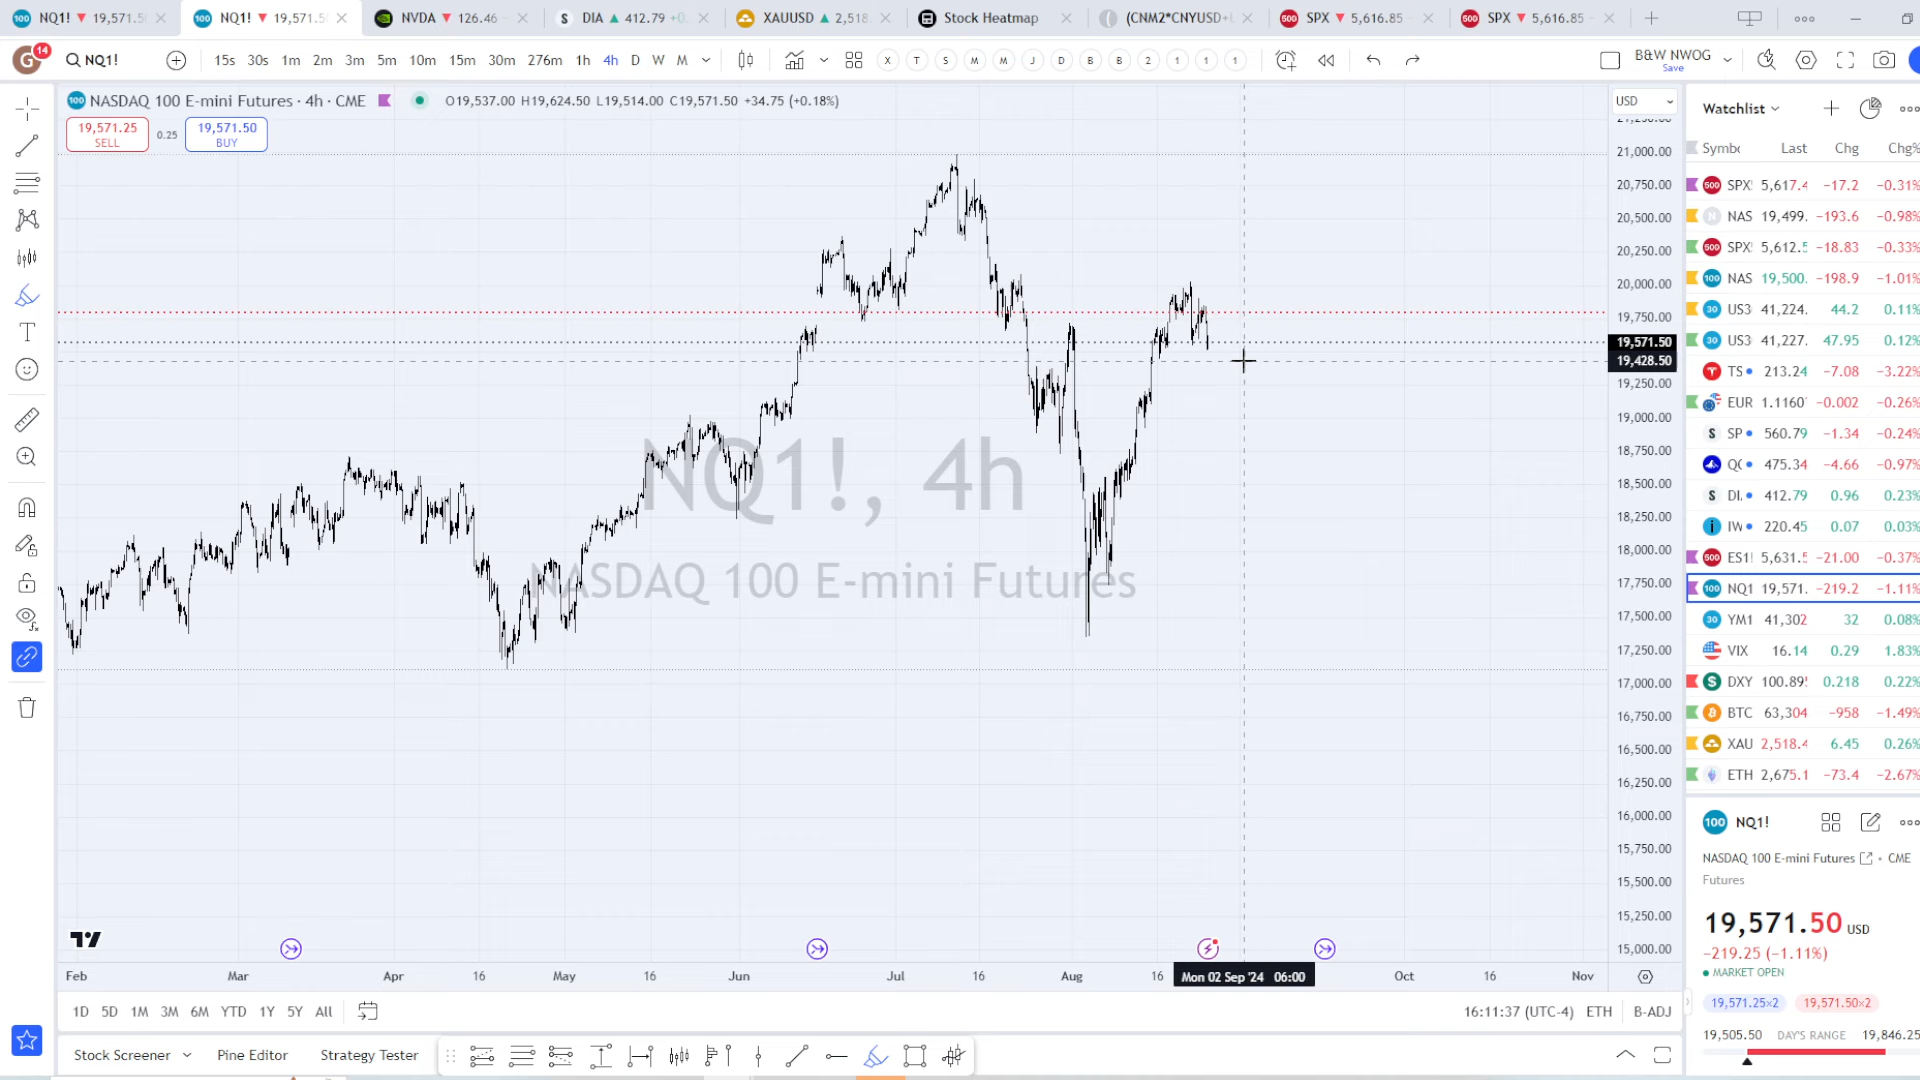 NQ1! ▼ 19,571.5
NQ1! ▼ 19,571.5
NVDA ▼ 126.46
DIA ▲ 412.79
XAUUSD ▲ 2,518.
Stock Heatmap
(CNM2*CNYUSD+
SPX ▼ 5,616.85
SPX ▼ 5,616.85
G 14
NQ1!
15s 30s 1m 2m 3m 5m 10m 15m 30m 276m 1h 4h D W M
X T S M M J D B B 2 1 1 1
B&W NWOG
Save
NASDAQ 100 E-mini Futures · 4h · CME
O19,537.00 H19,624.50 L19,514.00 C19,571.50 +34.75 (+0.18%)
19,571.25
SELL
0.25
19,571.50
BUY
USD
21,000.00
20,750.00
20,500.00
20,250.00
20,000.00
19,750.00
19,571.50
19,428.50
19,250.00
19,000.00
18,750.00
18,500.00
18,250.00
18,000.00
17,750.00
17,500.00
17,250.00
17,000.00
16,750.00
16,500.00
16,250.00
16,000.00
15,750.00
15,500.00
15,250.00
15,000.00
NQ1!, 4h
NASDAQ 100 E-mini Futures
Feb Mar Apr 16 May 16 Jun Jul 16 Aug 16 Mon 02 Sep '24 06:00 Oct 16 Nov
1D 5D 1M 3M 6M YTD 1Y 5Y All
16:11:37 (UTC-4) ETH B-ADJ
Stock Screener Pine Editor Strategy Tester
Watchlist
Symb Last Chg Chg%
500 SPX 5,617.4 −17.2 −0.31%
N NAS 19,499. −193.6 −0.98%
500 SPX 5,612.5 −18.83 −0.33%
100 NAS 19,500. −198.9 −1.01%
30 US3 41,224. 44.2 0.11%
30 US3 41,227. 47.95 0.12%
TS 213.24 −7.08 −3.22%
EUR 1.1160 −0.002 −0.26%
S SP 560.79 −1.34 −0.24%
QQ 475.34 −4.66 −0.97%
S DI. 412.79 0.96 0.23%
IW 220.45 0.07 0.03%
500 ES1! 5,631.5 −21.00 −0.37%
100 NQ1 19,571. −219.2 −1.11%
30 YM1 41,302 32 0.08%
VIX 16.14 0.29 1.83%
DXY 100.89 0.218 0.22%
BTC 63,304 −958 −1.49%
XAU 2,518.4 6.45 0.26%
ETH 2,675.1 −73.4 −2.67%
100 NQ1!
NASDAQ 100 E-mini Futures • CME
Futures
19,571.50 USD
−219.25 (−1.11%)
MARKET OPEN
19,571.25×2 19,571.50×2
19,505.50 DAY'S RANGE 19,846.25